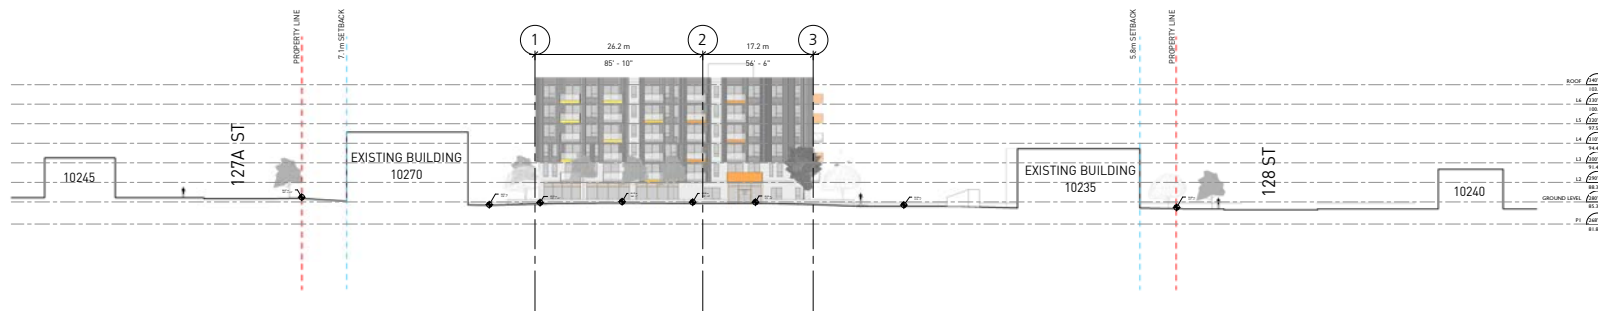 PROPERTY LINE
7.1m SETBACK
1
2
3
26.2 m
17.2 m
85' - 10"
56' - 6"
5.8m SETBACK
PROPERTY LINE
ROOF
L6
L5
L4
L3
L2
GROUND LEVEL
P1
127A ST
10245
EXISTING BUILDING
10270
EXISTING BUILDING
10235
128 ST
10240